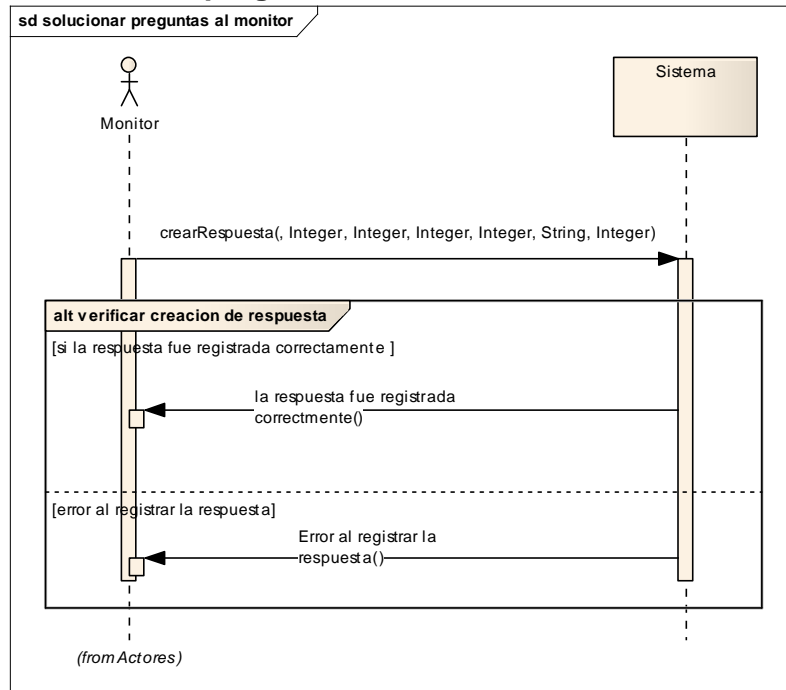 sd solucionar preguntas al monitor
Sistema
Monitor
crearRespuesta(, Integer, Integer, Integer, Integer, String, Integer)
alt verificar creacion de respuesta
[si la respuesta fue registrada correctamente ]
la respuesta fue registrada
correctmente()
[error al registrar la respuesta]
Error al registrar la
respuesta()
(from Actores)